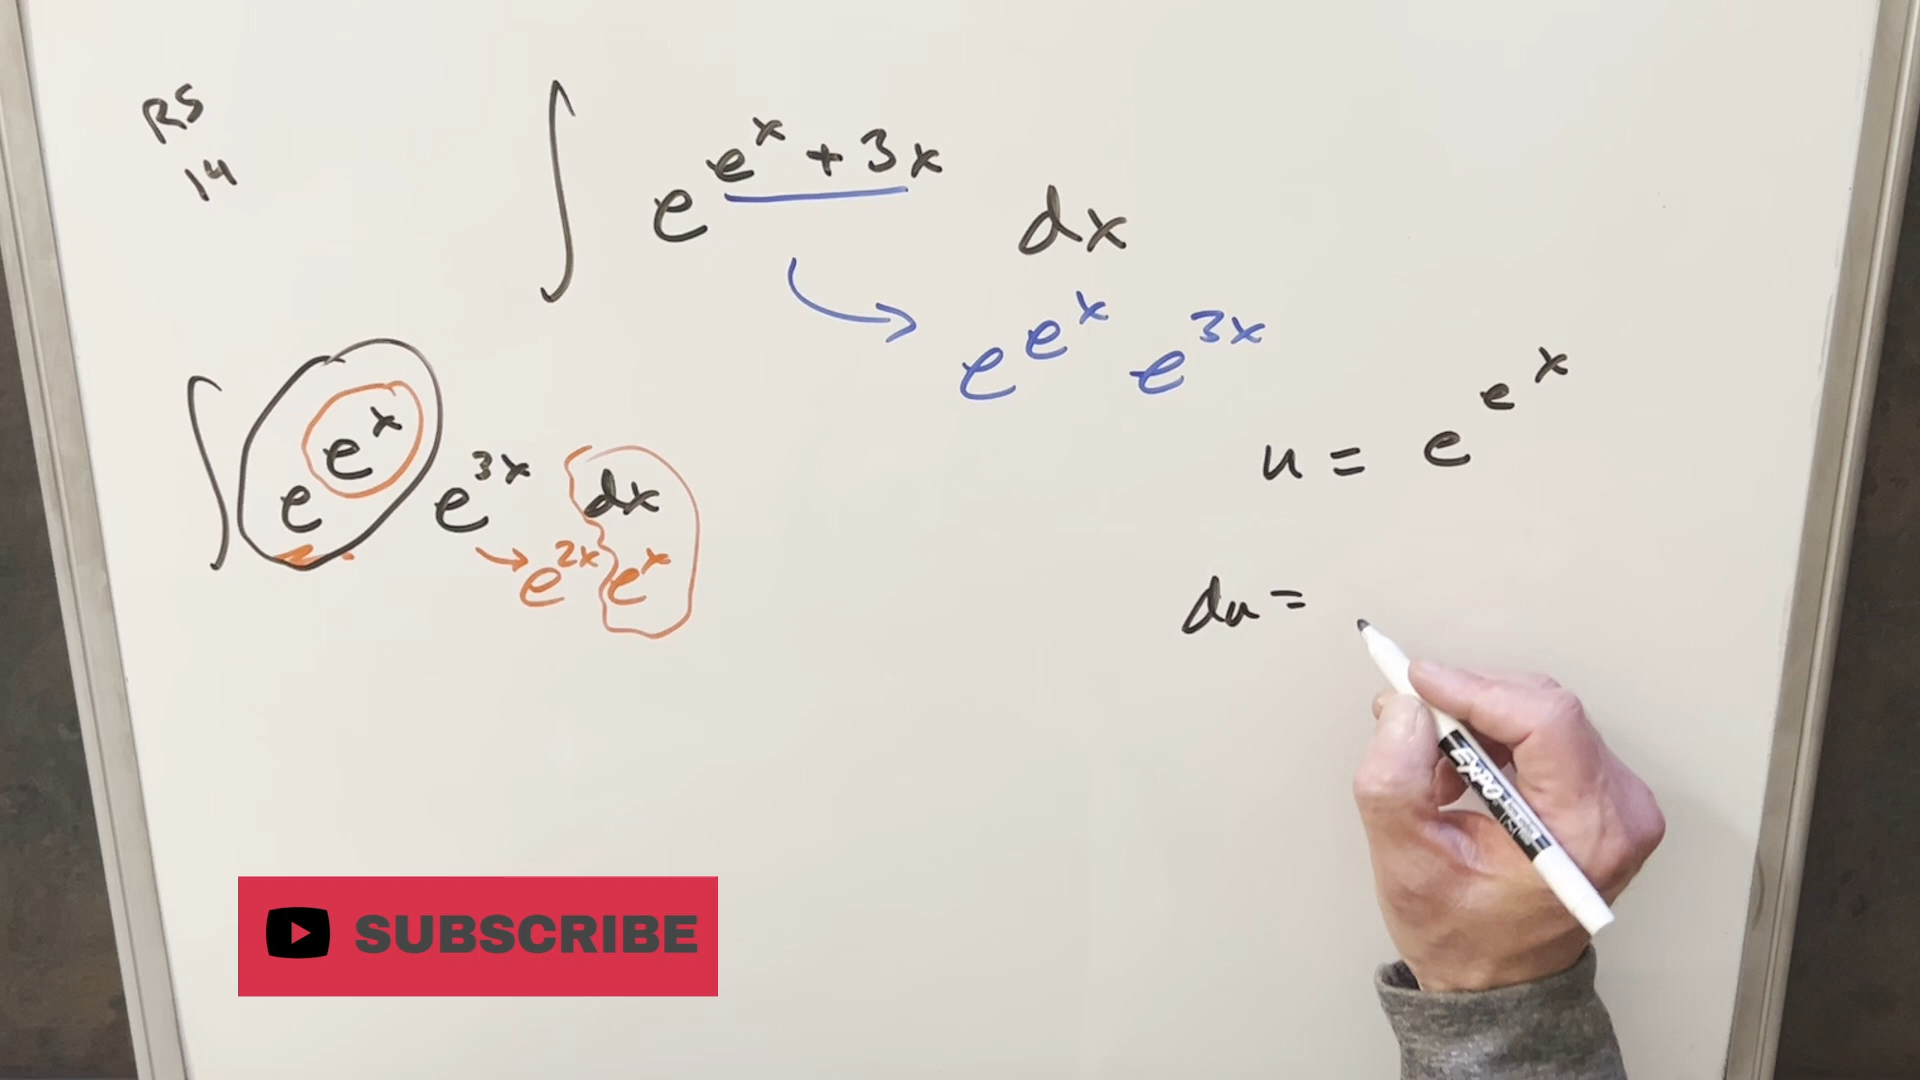 RS
14
∫ e^(e^x + 3x) dx
e^(e^x) e^(3x)
∫ e^(e^x) e^(3x) dx
e^(2x) e^x
u = e^(e^x)
du =
EXPO
SUBSCRIBE